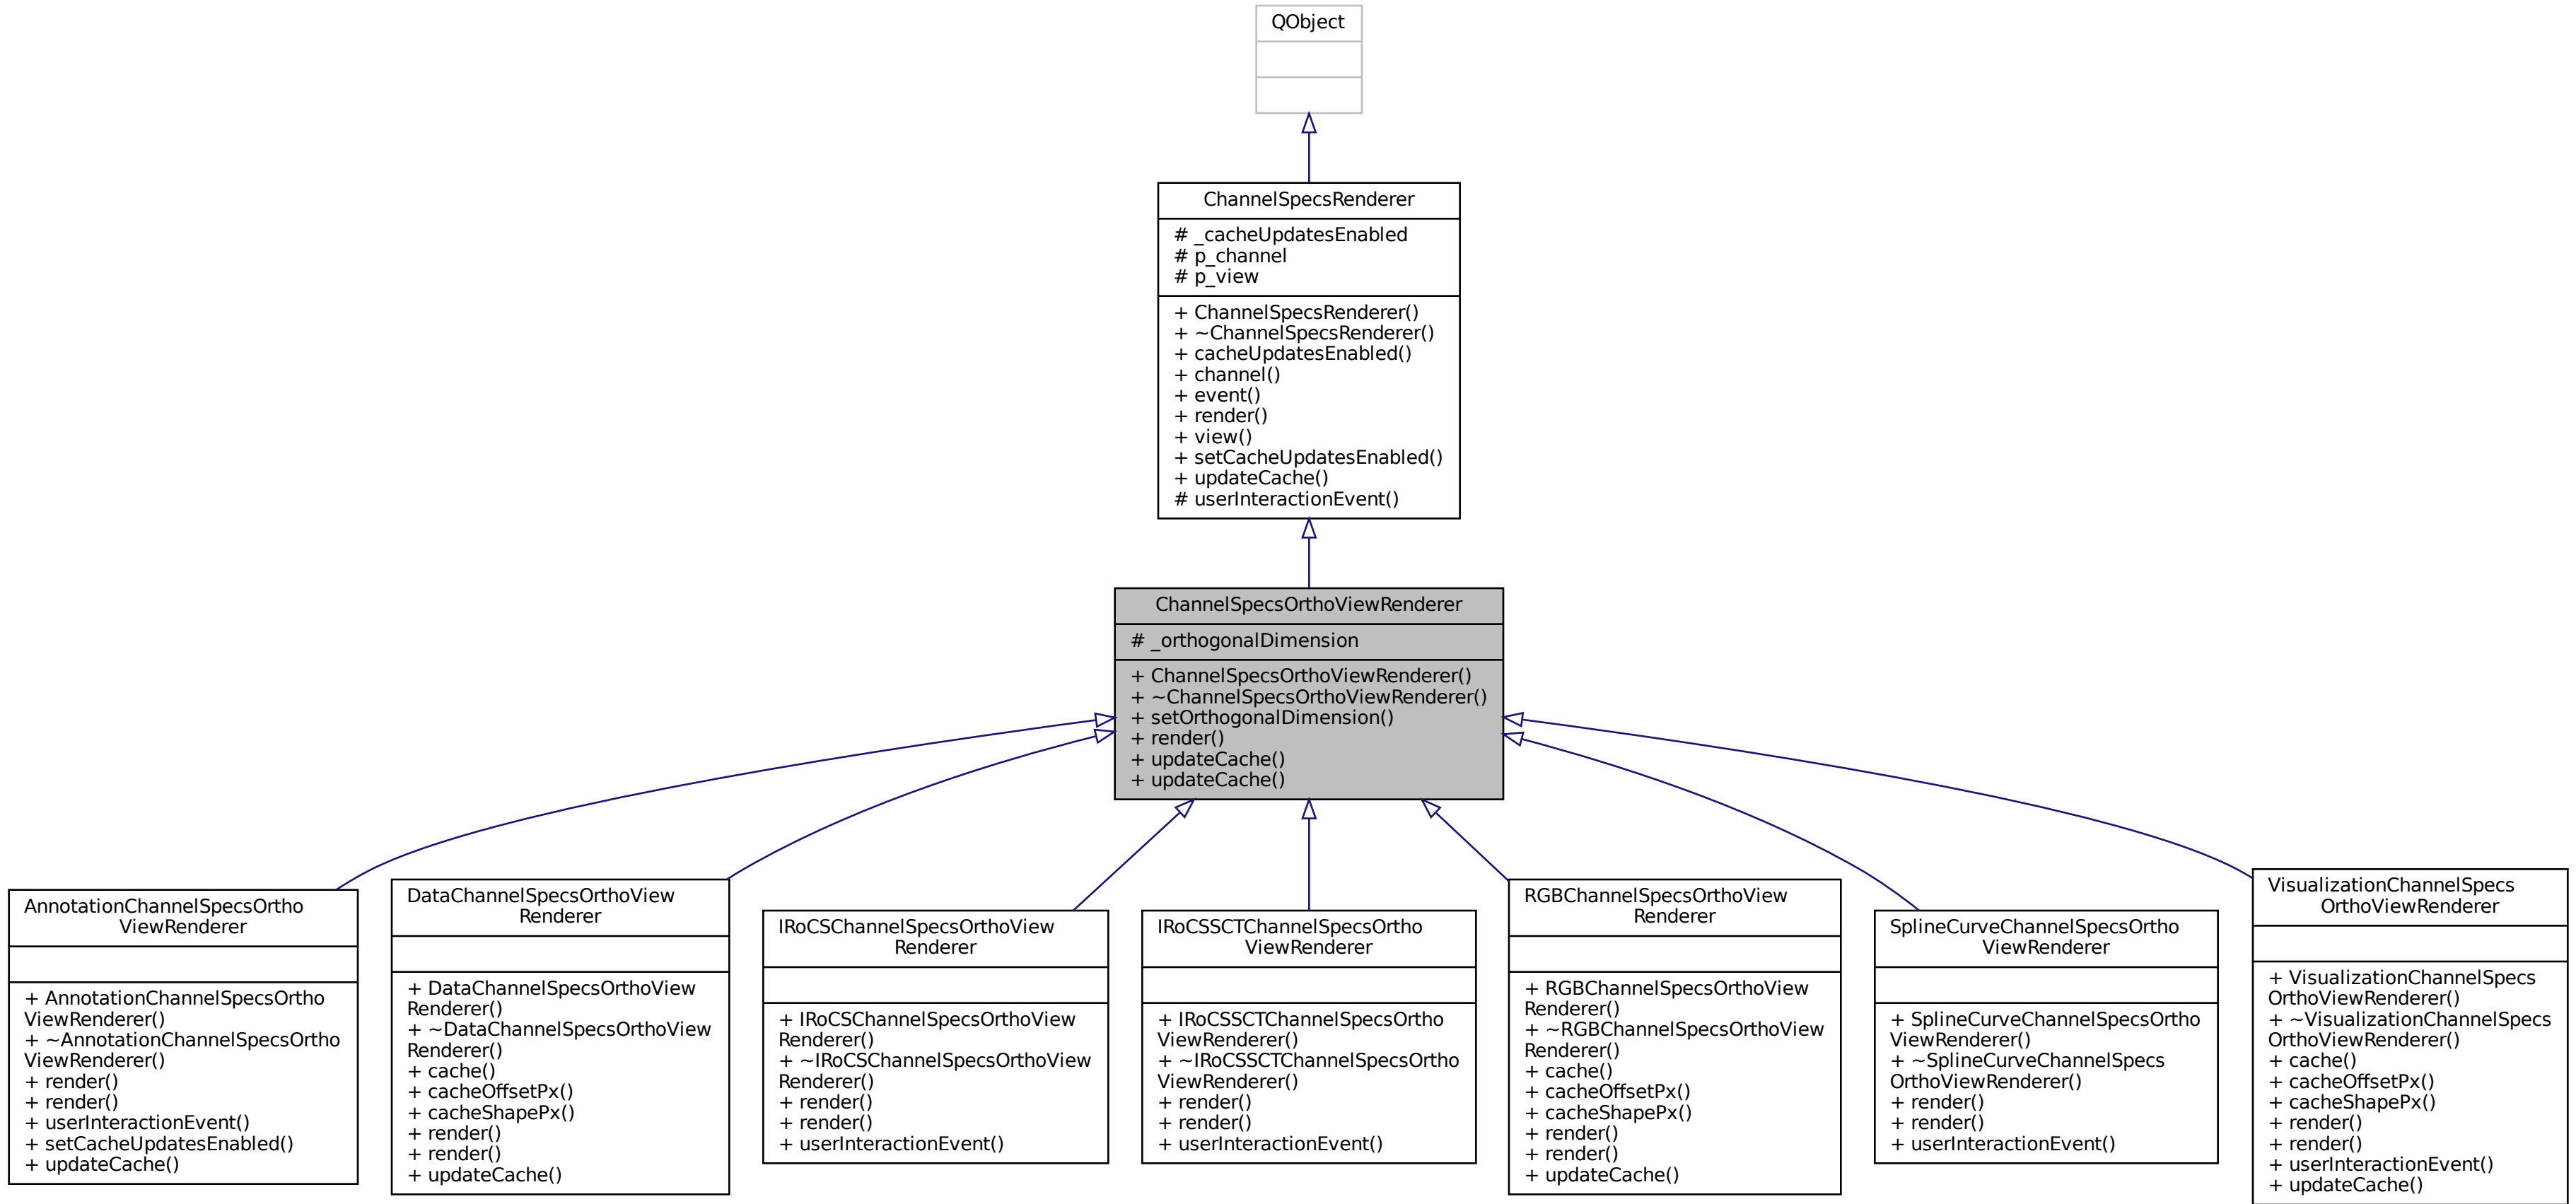 QObject
ChannelSpecsRenderer
# _cacheUpdatesEnabled
# p_channel
# p_view
+ ChannelSpecsRenderer()
+ ~ChannelSpecsRenderer()
+ cacheUpdatesEnabled()
+ channel()
+ event()
+ render()
+ view()
+ setCacheUpdatesEnabled()
+ updateCache()
# userInteractionEvent()
ChannelSpecsOrthoViewRenderer
# _orthogonalDimension
+ ChannelSpecsOrthoViewRenderer()
+ ~ChannelSpecsOrthoViewRenderer()
+ setOrthogonalDimension()
+ render()
+ updateCache()
+ updateCache()
AnnotationChannelSpecsOrtho
ViewRenderer
+ AnnotationChannelSpecsOrtho
ViewRenderer()
+ ~AnnotationChannelSpecsOrtho
ViewRenderer()
+ render()
+ render()
+ userInteractionEvent()
+ setCacheUpdatesEnabled()
+ updateCache()
DataChannelSpecsOrthoView
Renderer
+ DataChannelSpecsOrthoView
Renderer()
+ ~DataChannelSpecsOrthoView
Renderer()
+ cache()
+ cacheOffsetPx()
+ cacheShapePx()
+ render()
+ render()
+ updateCache()
IRoCSChannelSpecsOrthoView
Renderer
+ IRoCSChannelSpecsOrthoView
Renderer()
+ ~IRoCSChannelSpecsOrthoView
Renderer()
+ render()
+ render()
+ userInteractionEvent()
IRoCSSCTChannelSpecsOrtho
ViewRenderer
+ IRoCSSCTChannelSpecsOrtho
ViewRenderer()
+ ~IRoCSSCTChannelSpecsOrtho
ViewRenderer()
+ render()
+ render()
+ userInteractionEvent()
RGBChannelSpecsOrthoView
Renderer
+ RGBChannelSpecsOrthoView
Renderer()
+ ~RGBChannelSpecsOrthoView
Renderer()
+ cache()
+ cacheOffsetPx()
+ cacheShapePx()
+ render()
+ render()
+ updateCache()
SplineCurveChannelSpecsOrtho
ViewRenderer
+ SplineCurveChannelSpecsOrtho
ViewRenderer()
+ ~SplineCurveChannelSpecs
OrthoViewRenderer()
+ render()
+ render()
+ userInteractionEvent()
VisualizationChannelSpecs
OrthoViewRenderer
+ VisualizationChannelSpecs
OrthoViewRenderer()
+ ~VisualizationChannelSpecs
OrthoViewRenderer()
+ cache()
+ cacheOffsetPx()
+ cacheShapePx()
+ render()
+ render()
+ userInteractionEvent()
+ updateCache()